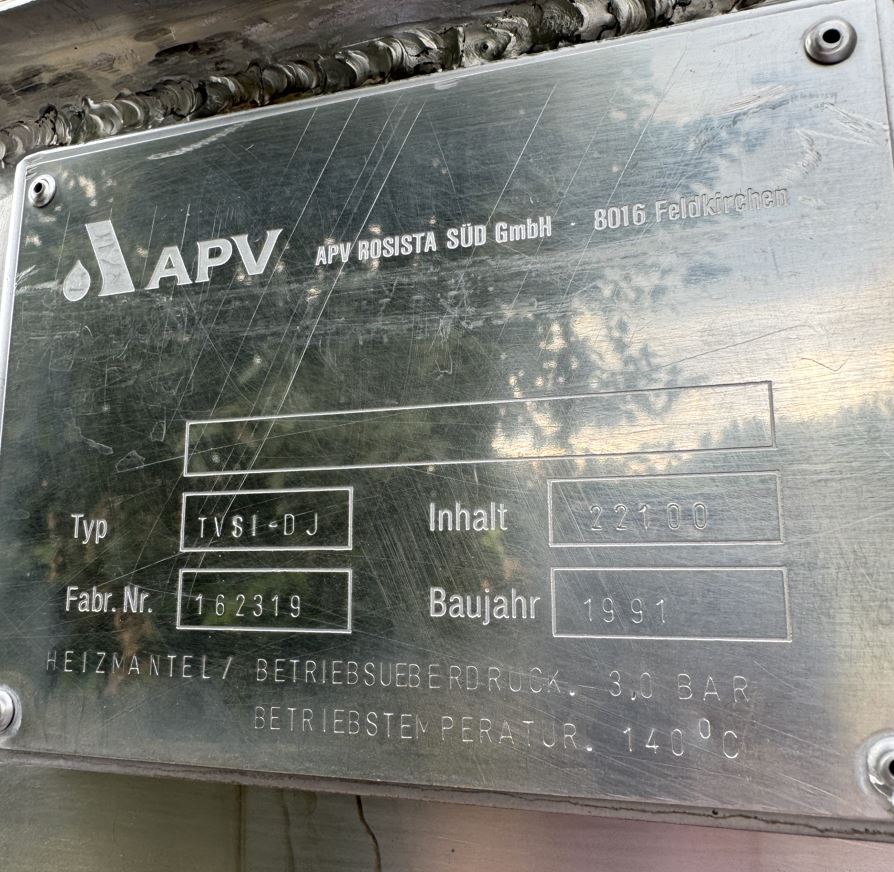 APV APV ROSISTA SÜD GmbH . 8016 Feldkirchen
Typ TVSI-DJ Inhalt 22100
Fabr. Nr. 162319 Baujahr 1991
HEIZMANTEL/ BETRIEBSUEBERDRUCK. 3,0 BAR
BETRIEBSTEMPERATUR. 140°C